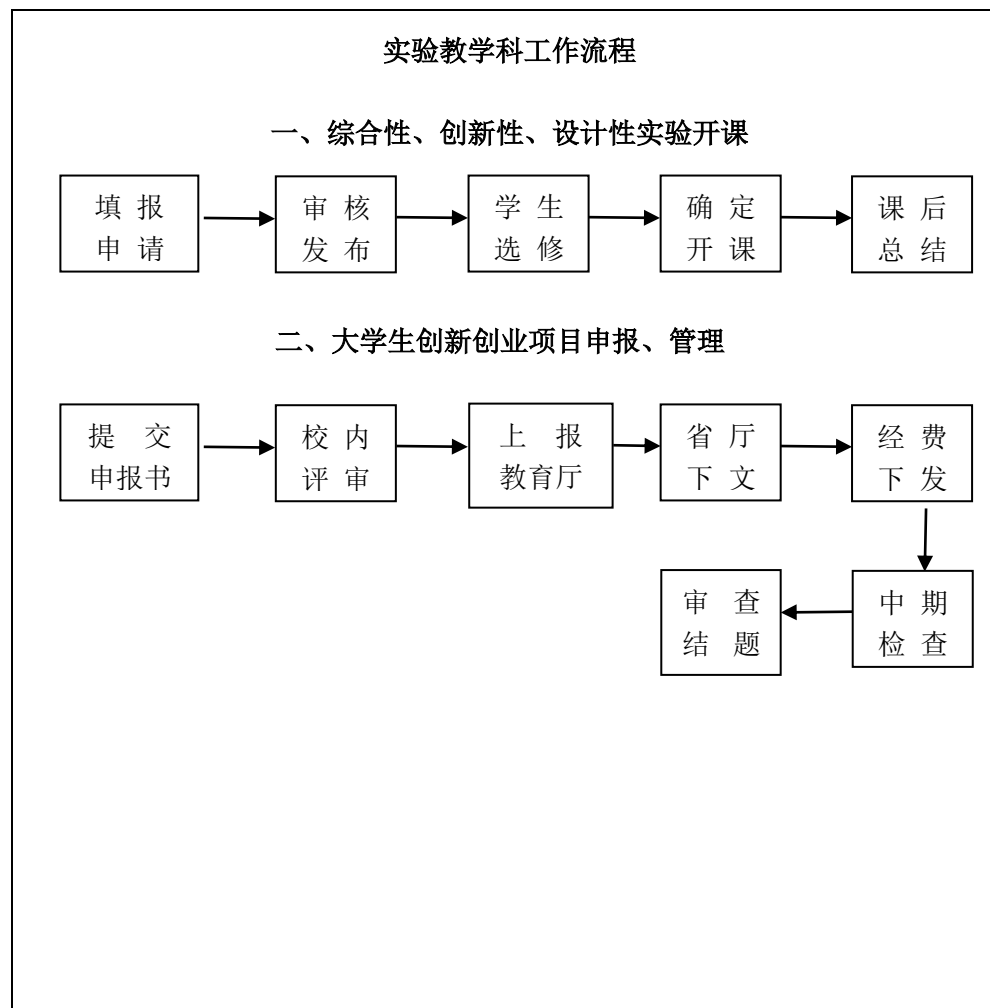 实验教学科工作流程
一、综合性、创新性、设计性实验开课
填 报
申 请
审 核
发 布
学 生
选 修
确 定
开 课
课 后
总 结
二、大学生创新创业项目申报、管理
提 交
申报书
校 内
评 审
上 报
教育厅
省 厅
下 文
经 费
下 发
中 期
检 查
审 查
结 题